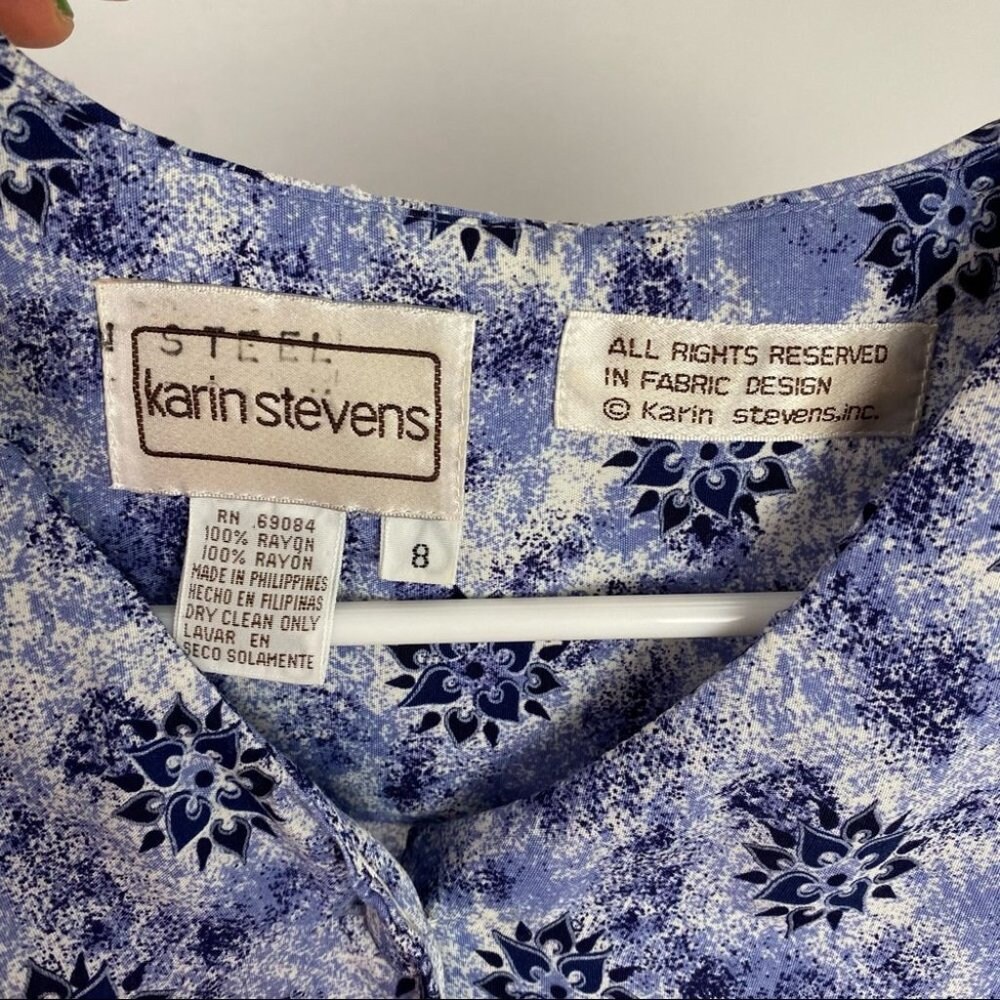 STEEL
karin stevens
ALL RIGHTS RESERVED
IN FABRIC DESIGN
© Karin stevens,inc.
RN 69084
100% RAYON
100% RAYÓN
MADE IN PHILIPPINES
HECHO EN FILIPINAS
DRY CLEAN ONLY
LAVAR EN
SECO SOLAMENTE
8